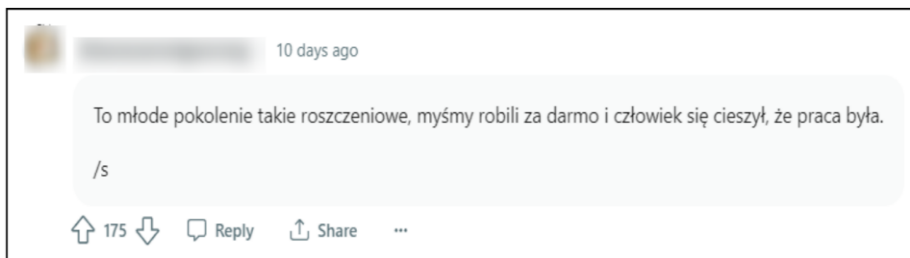 10 days ago
To młode pokolenie takie roszczeniowe, myśmy robili za darmo i człowiek się cieszył, że praca była.
/s
175 Reply Share ...